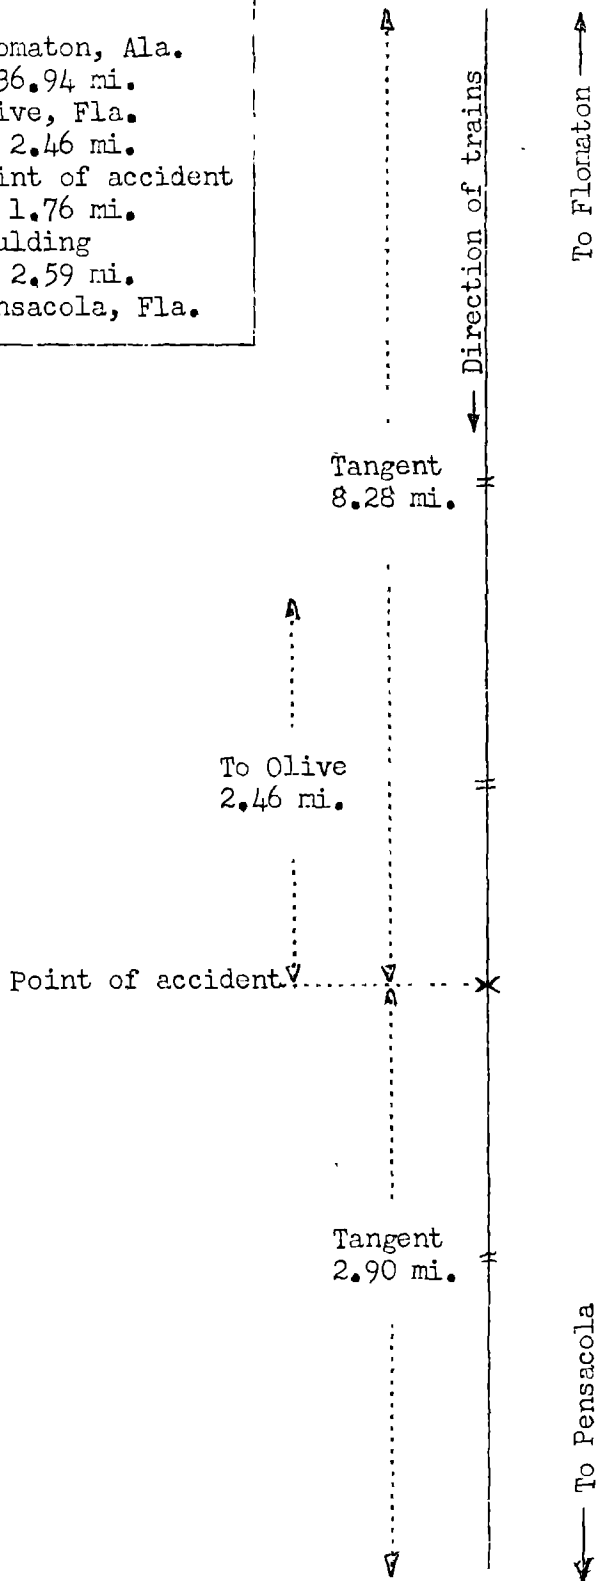 omaton, Ala.
36.94 mi.
ive, Fla.
2.46 mi.
int of accident
1.76 mi.
ulding
2.59 mi.
nsacola, Fla.
Direction of trains
To Flomaton
Tangent
8.28 mi.
To Olive
2.46 mi.
Point of accident
Tangent
2.90 mi.
To Pensacola